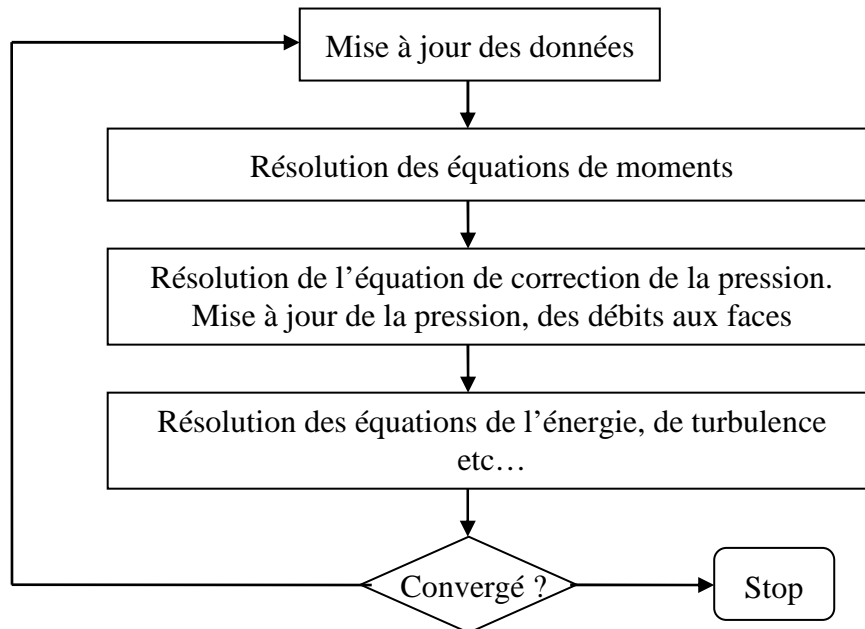 Mise à jour des données
Résolution des équations de moments
Résolution de l’équation de correction de la pression.
Mise à jour de la pression, des débits aux faces
Résolution des équations de l’énergie, de turbulence
etc…
Convergé ?
Stop